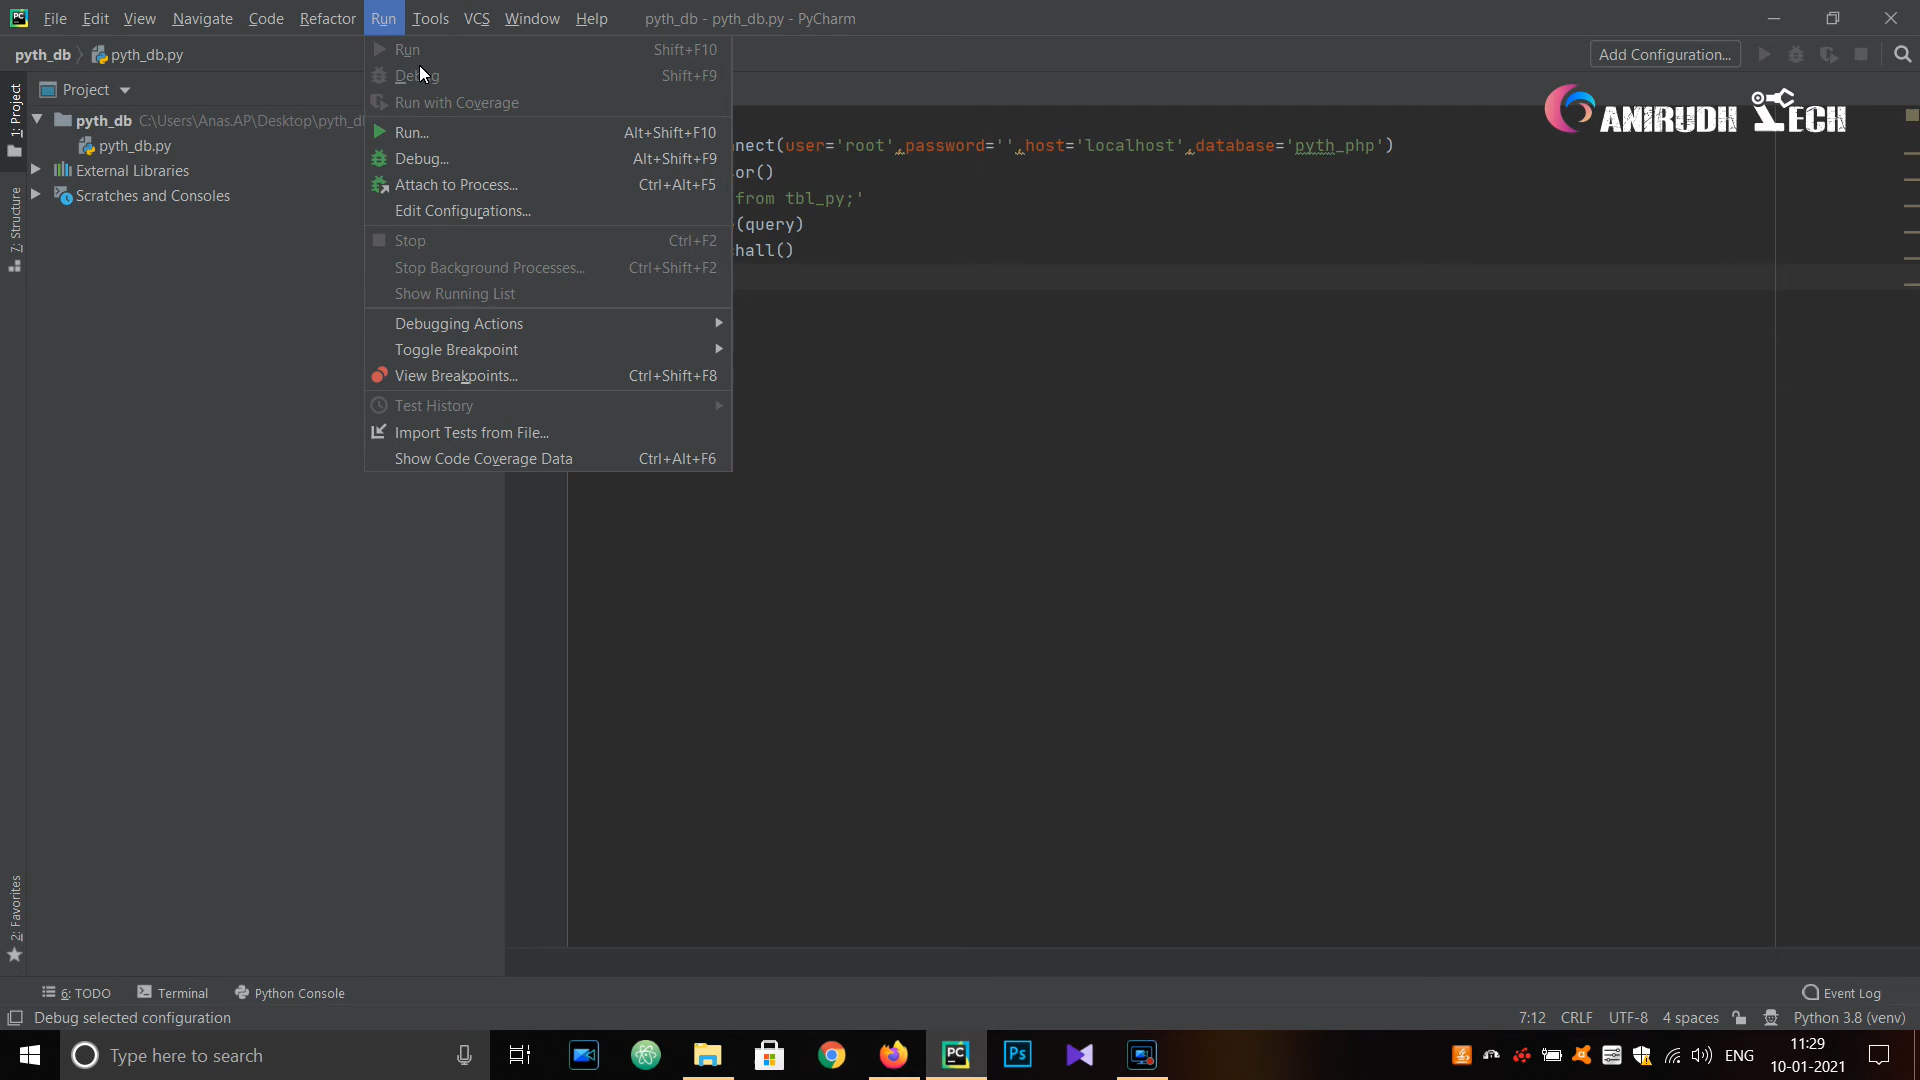 File Edit View Navigate Code Refactor Run Tools VCS Window Help pyth_db - pyth_db.py - PyCharm
pyth_db pyth_db.py Add Configuration...
ANIRUDH TECH
1: Project
7: Structure
2: Favorites
Project
pyth_db C:\Users\Anas.AP\Desktop\pyth_d
pyth_db.py
External Libraries
Scratches and Consoles
Run Shift+F10
Debug Shift+F9
Run with Coverage
Run... Alt+Shift+F10
Debug... Alt+Shift+F9
Attach to Process... Ctrl+Alt+F5
Edit Configurations...
Stop Ctrl+F2
Stop Background Processes... Ctrl+Shift+F2
Show Running List
Debugging Actions
Toggle Breakpoint
View Breakpoints... Ctrl+Shift+F8
Test History
Import Tests from File...
Show Code Coverage Data Ctrl+Alt+F6
nect(user='root',password='',host='localhost',database='pyth_php')
or()
from tbl_py;'
(query)
hall()
6: TODO Terminal Python Console Event Log
Debug selected configuration 7:12 CRLF UTF-8 4 spaces Python 3.8 (venv)
Type here to search PC Ps ENG 11:29
10-01-2021